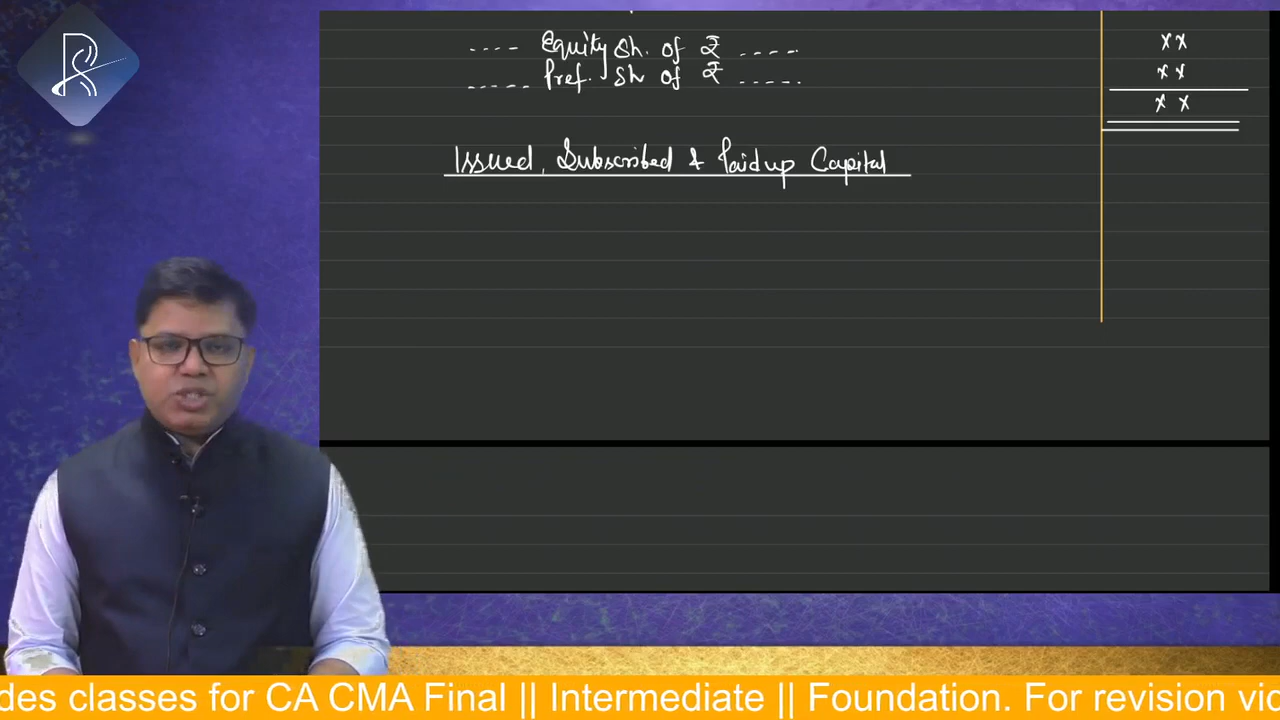 ---- Equity Sh. of ₹ ----. xx
----- Pref. Sh of ₹ ----. xx
xx
Issued, Subscribed & Paidup Capital
des classes for CA CMA Final || Intermediate || Foundation. For revision vic